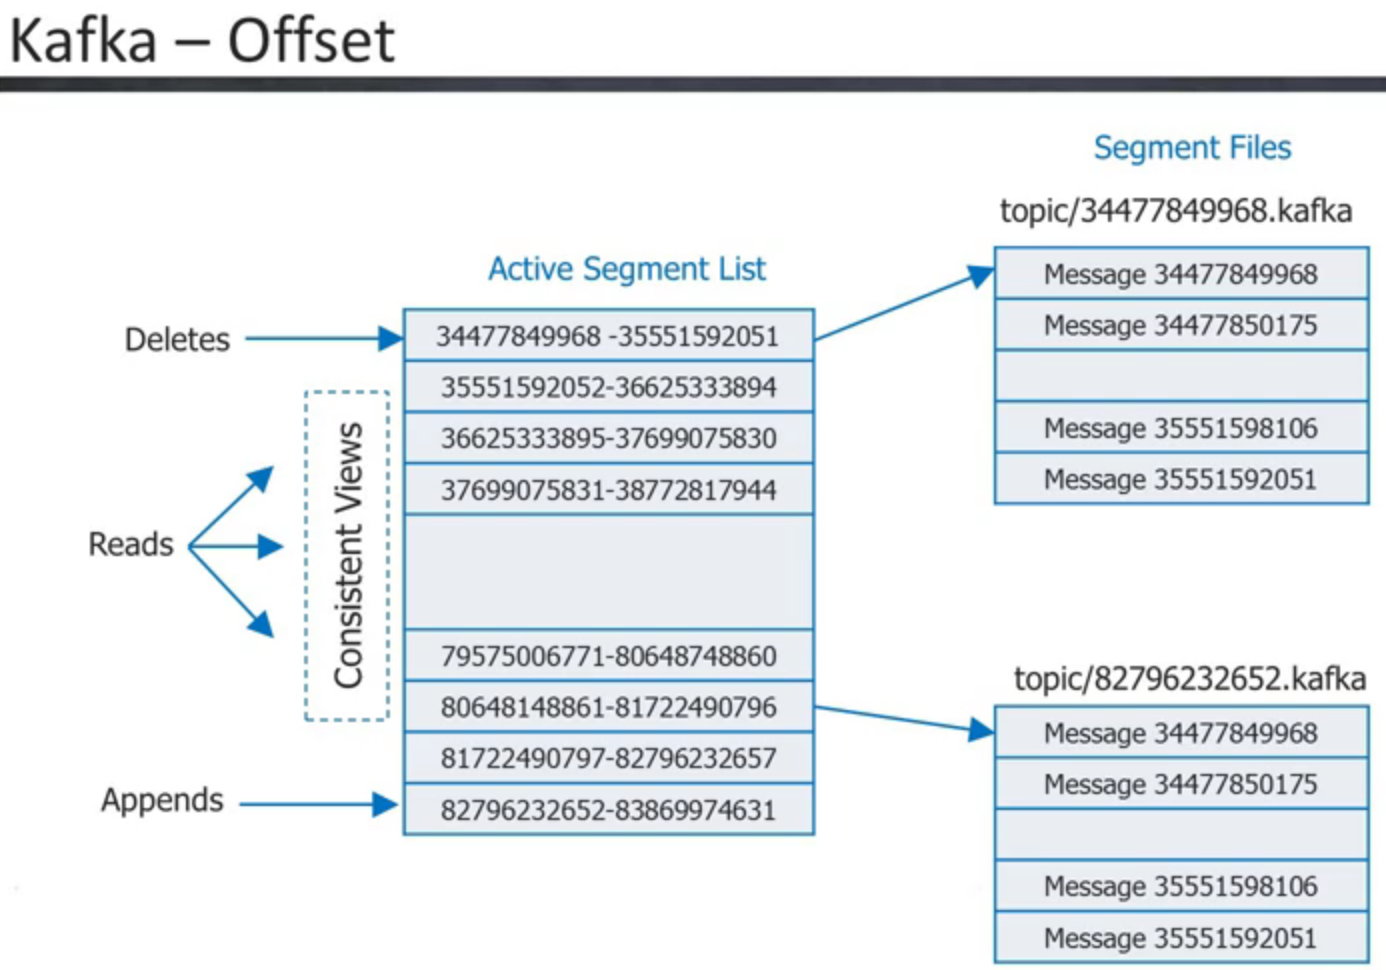 Kafka – Offset
Segment Files
topic/34477849968.kafka
Message 34477849968
Message 34477850175
Message 35551598106
Message 35551592051
Active Segment List
34477849968 -35551592051
35551592052-36625333894
36625333895-37699075830
37699075831-38772817944
79575006771-80648748860
80648148861-81722490796
81722490797-82796232657
82796232652-83869974631
Deletes
Consistent Views
Reads
Appends
topic/82796232652.kafka
Message 34477849968
Message 34477850175
Message 35551598106
Message 35551592051